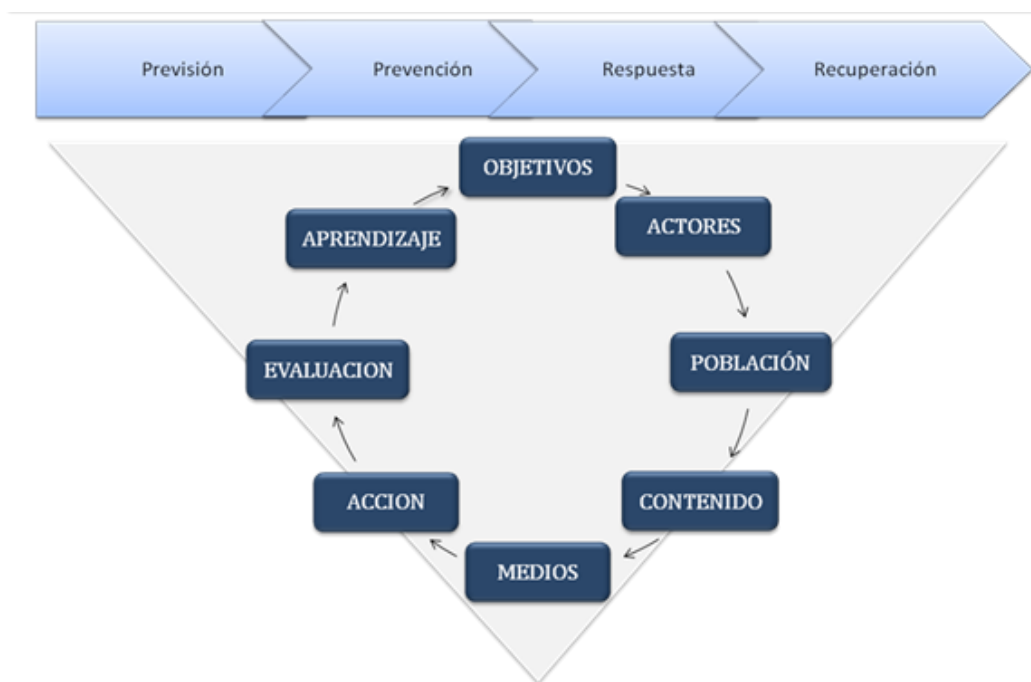 Previsión
Prevención
Respuesta
Recuperación
OBJETIVOS
ACTORES
POBLACIÓN
CONTENIDO
MEDIOS
ACCION
EVALUACION
APRENDIZAJE